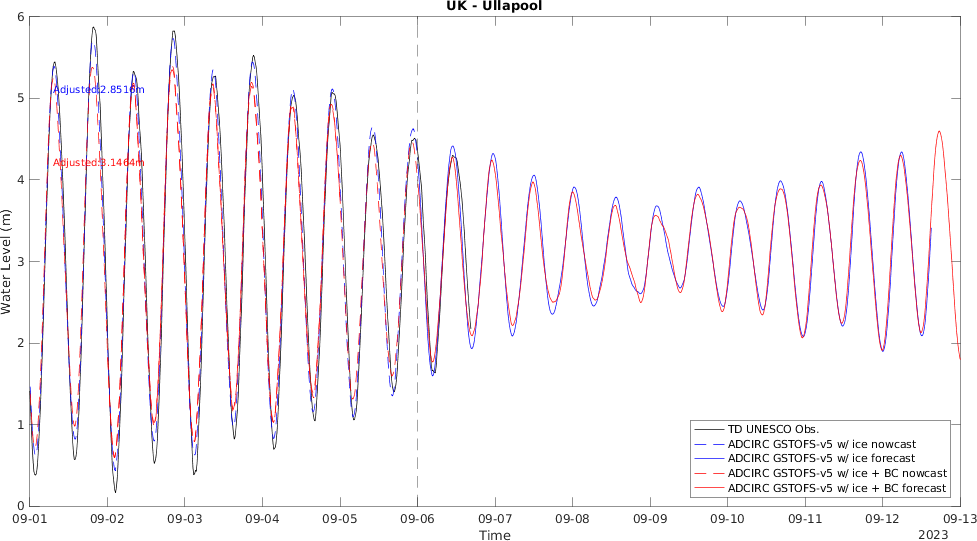 UK - Ullapool
6
5
4
3
2
1
0
Water Level (m)
Adjusted:2.8516m
Adjusted:3.1464m
TD UNESCO Obs.
ADCIRC GSTOFS-v5 w/ ice nowcast
ADCIRC GSTOFS-v5 w/ ice forecast
ADCIRC GSTOFS-v5 w/ ice + BC nowcast
ADCIRC GSTOFS-v5 w/ ice + BC forecast
09-01 09-02 09-03 09-04 09-05 09-06 09-07 09-08 09-09 09-10 09-11 09-12 09-13
Time
2023